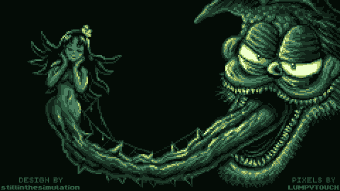 DESIGN BY
stillinthesimulation
PIXELS BY
LUMPYTOUCH